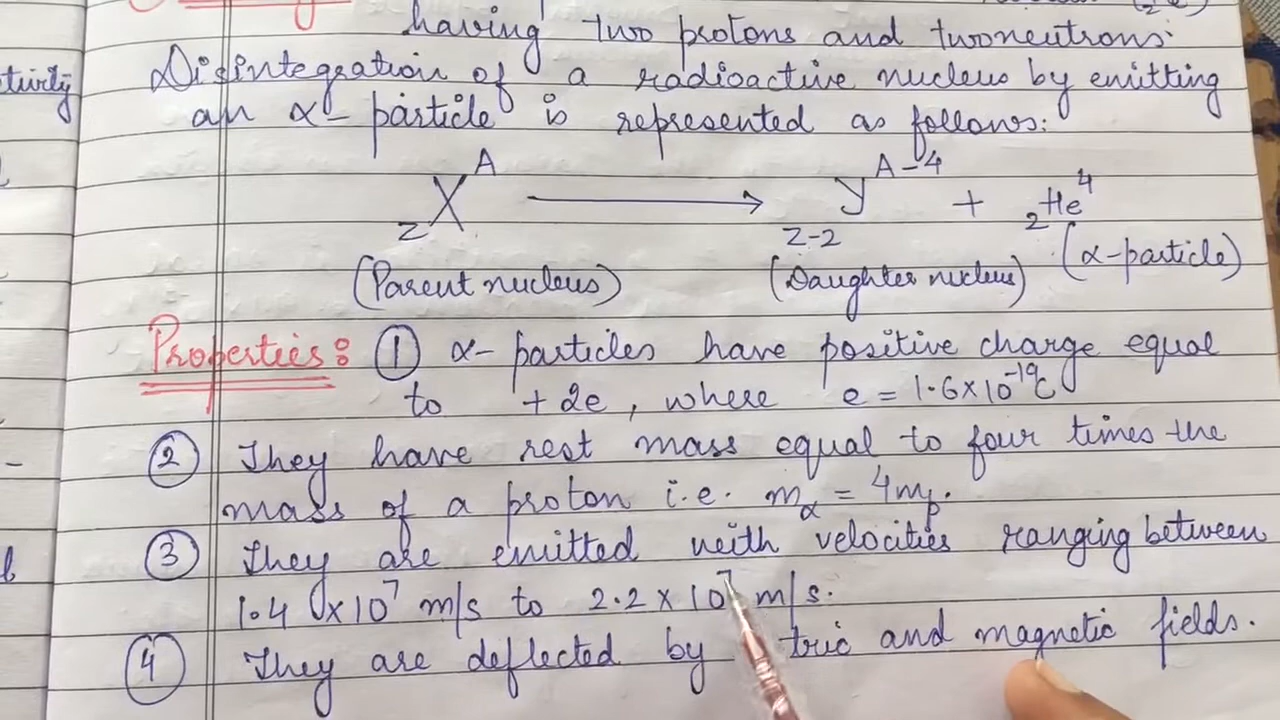 having two protons and two neutrons.
Disintegration of a radioactive nucleus by emitting
an α- particle is represented as follows:
zX^A → z-2Y^A-4 + 2He^4
(Parent nucleus) (Daughter nucleus) (α-particle)
Properties: ① α- particles have positive charge equal
to +2e, where e = 1.6×10^-19C
② They have rest mass equal to four times the
mass of a proton i.e. mα = 4mp.
③ They are emitted with velocities ranging between
1.4 ×10^7 m/s to 2.2 × 10^7 m/s.
④ They are deflected by tric and magnetic fields.